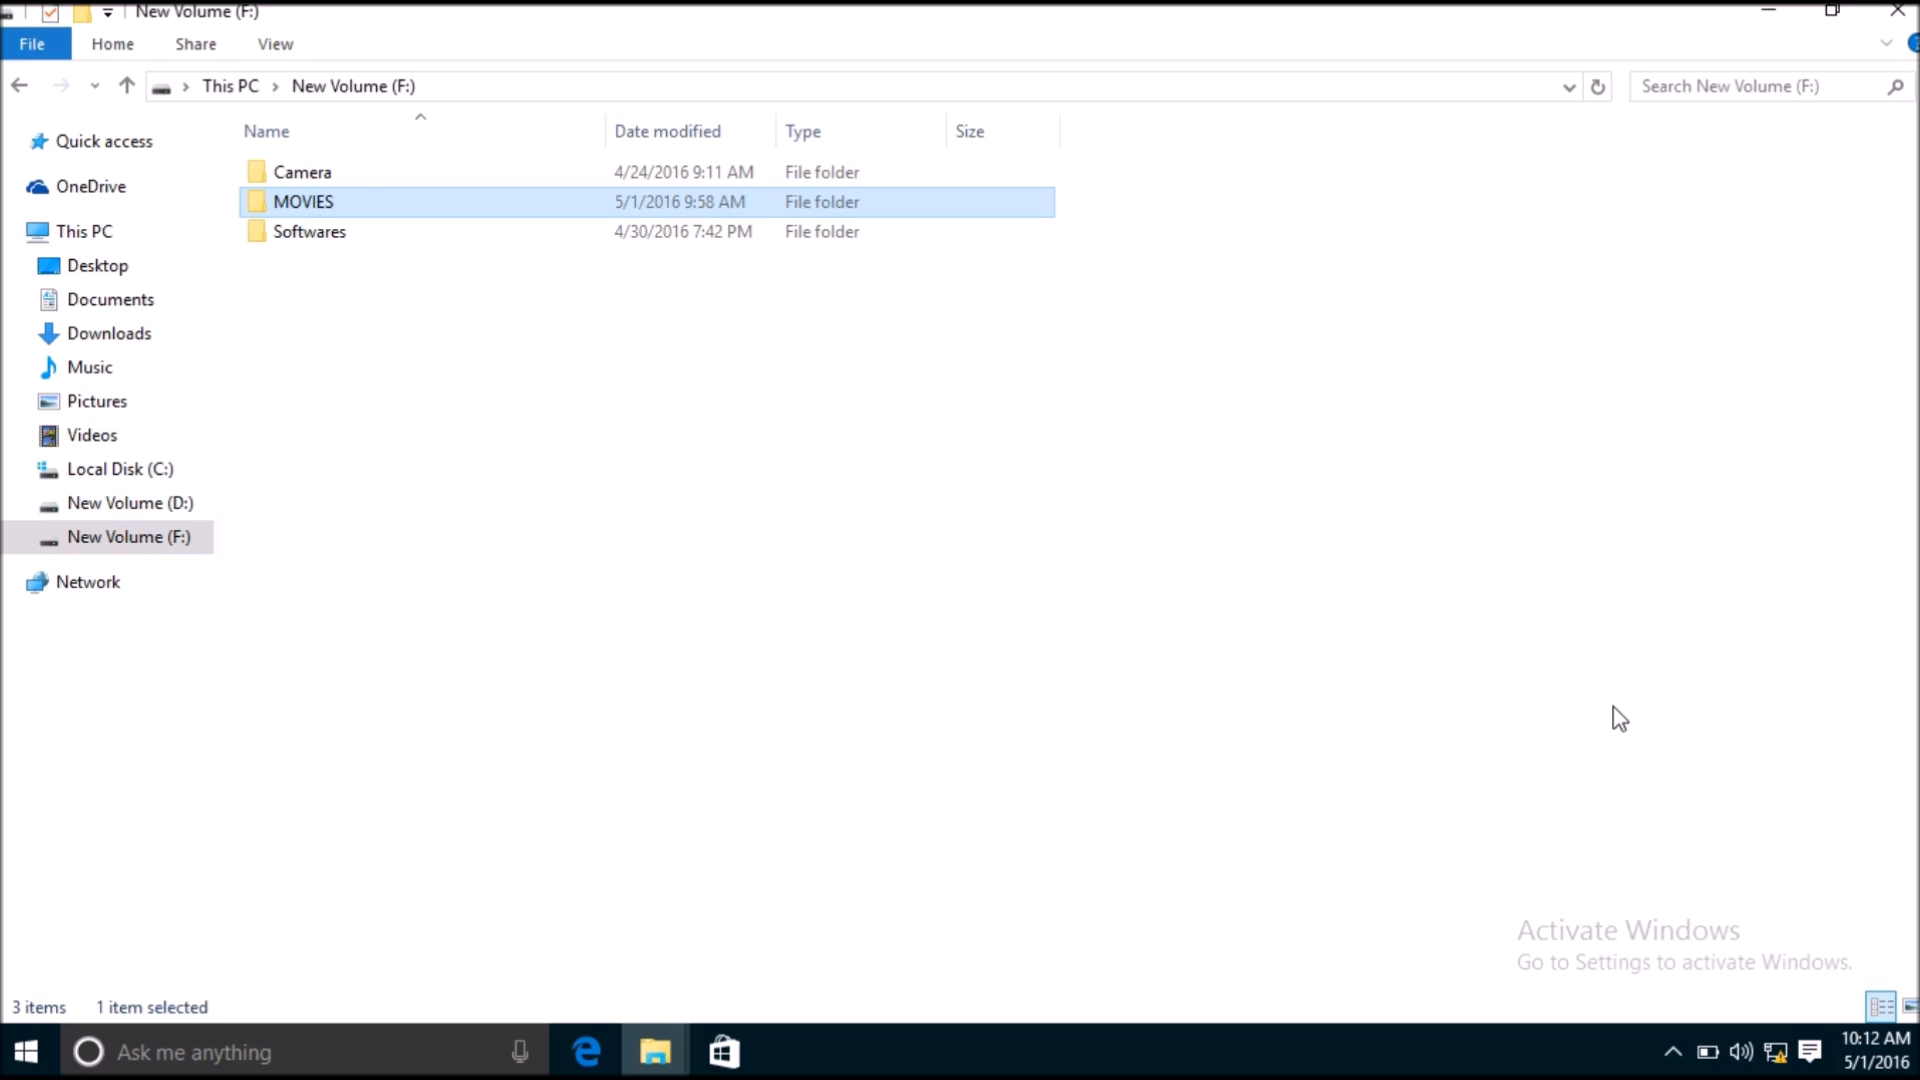 New Volume (F:)
File Home Share View
This PC New Volume (F:)
Search New Volume (F:)
Name Date modified Type Size
Camera 4/24/2016 9:11 AM File folder
MOVIES 5/1/2016 9:58 AM File folder
Softwares 4/30/2016 7:42 PM File folder
Quick access
OneDrive
This PC
Desktop
Documents
Downloads
Music
Pictures
Videos
Local Disk (C:)
New Volume (D:)
New Volume (F:)
Network
Activate Windows
Go to Settings to activate Windows.
3 items 1 item selected
Ask me anything
10:12 AM
5/1/2016